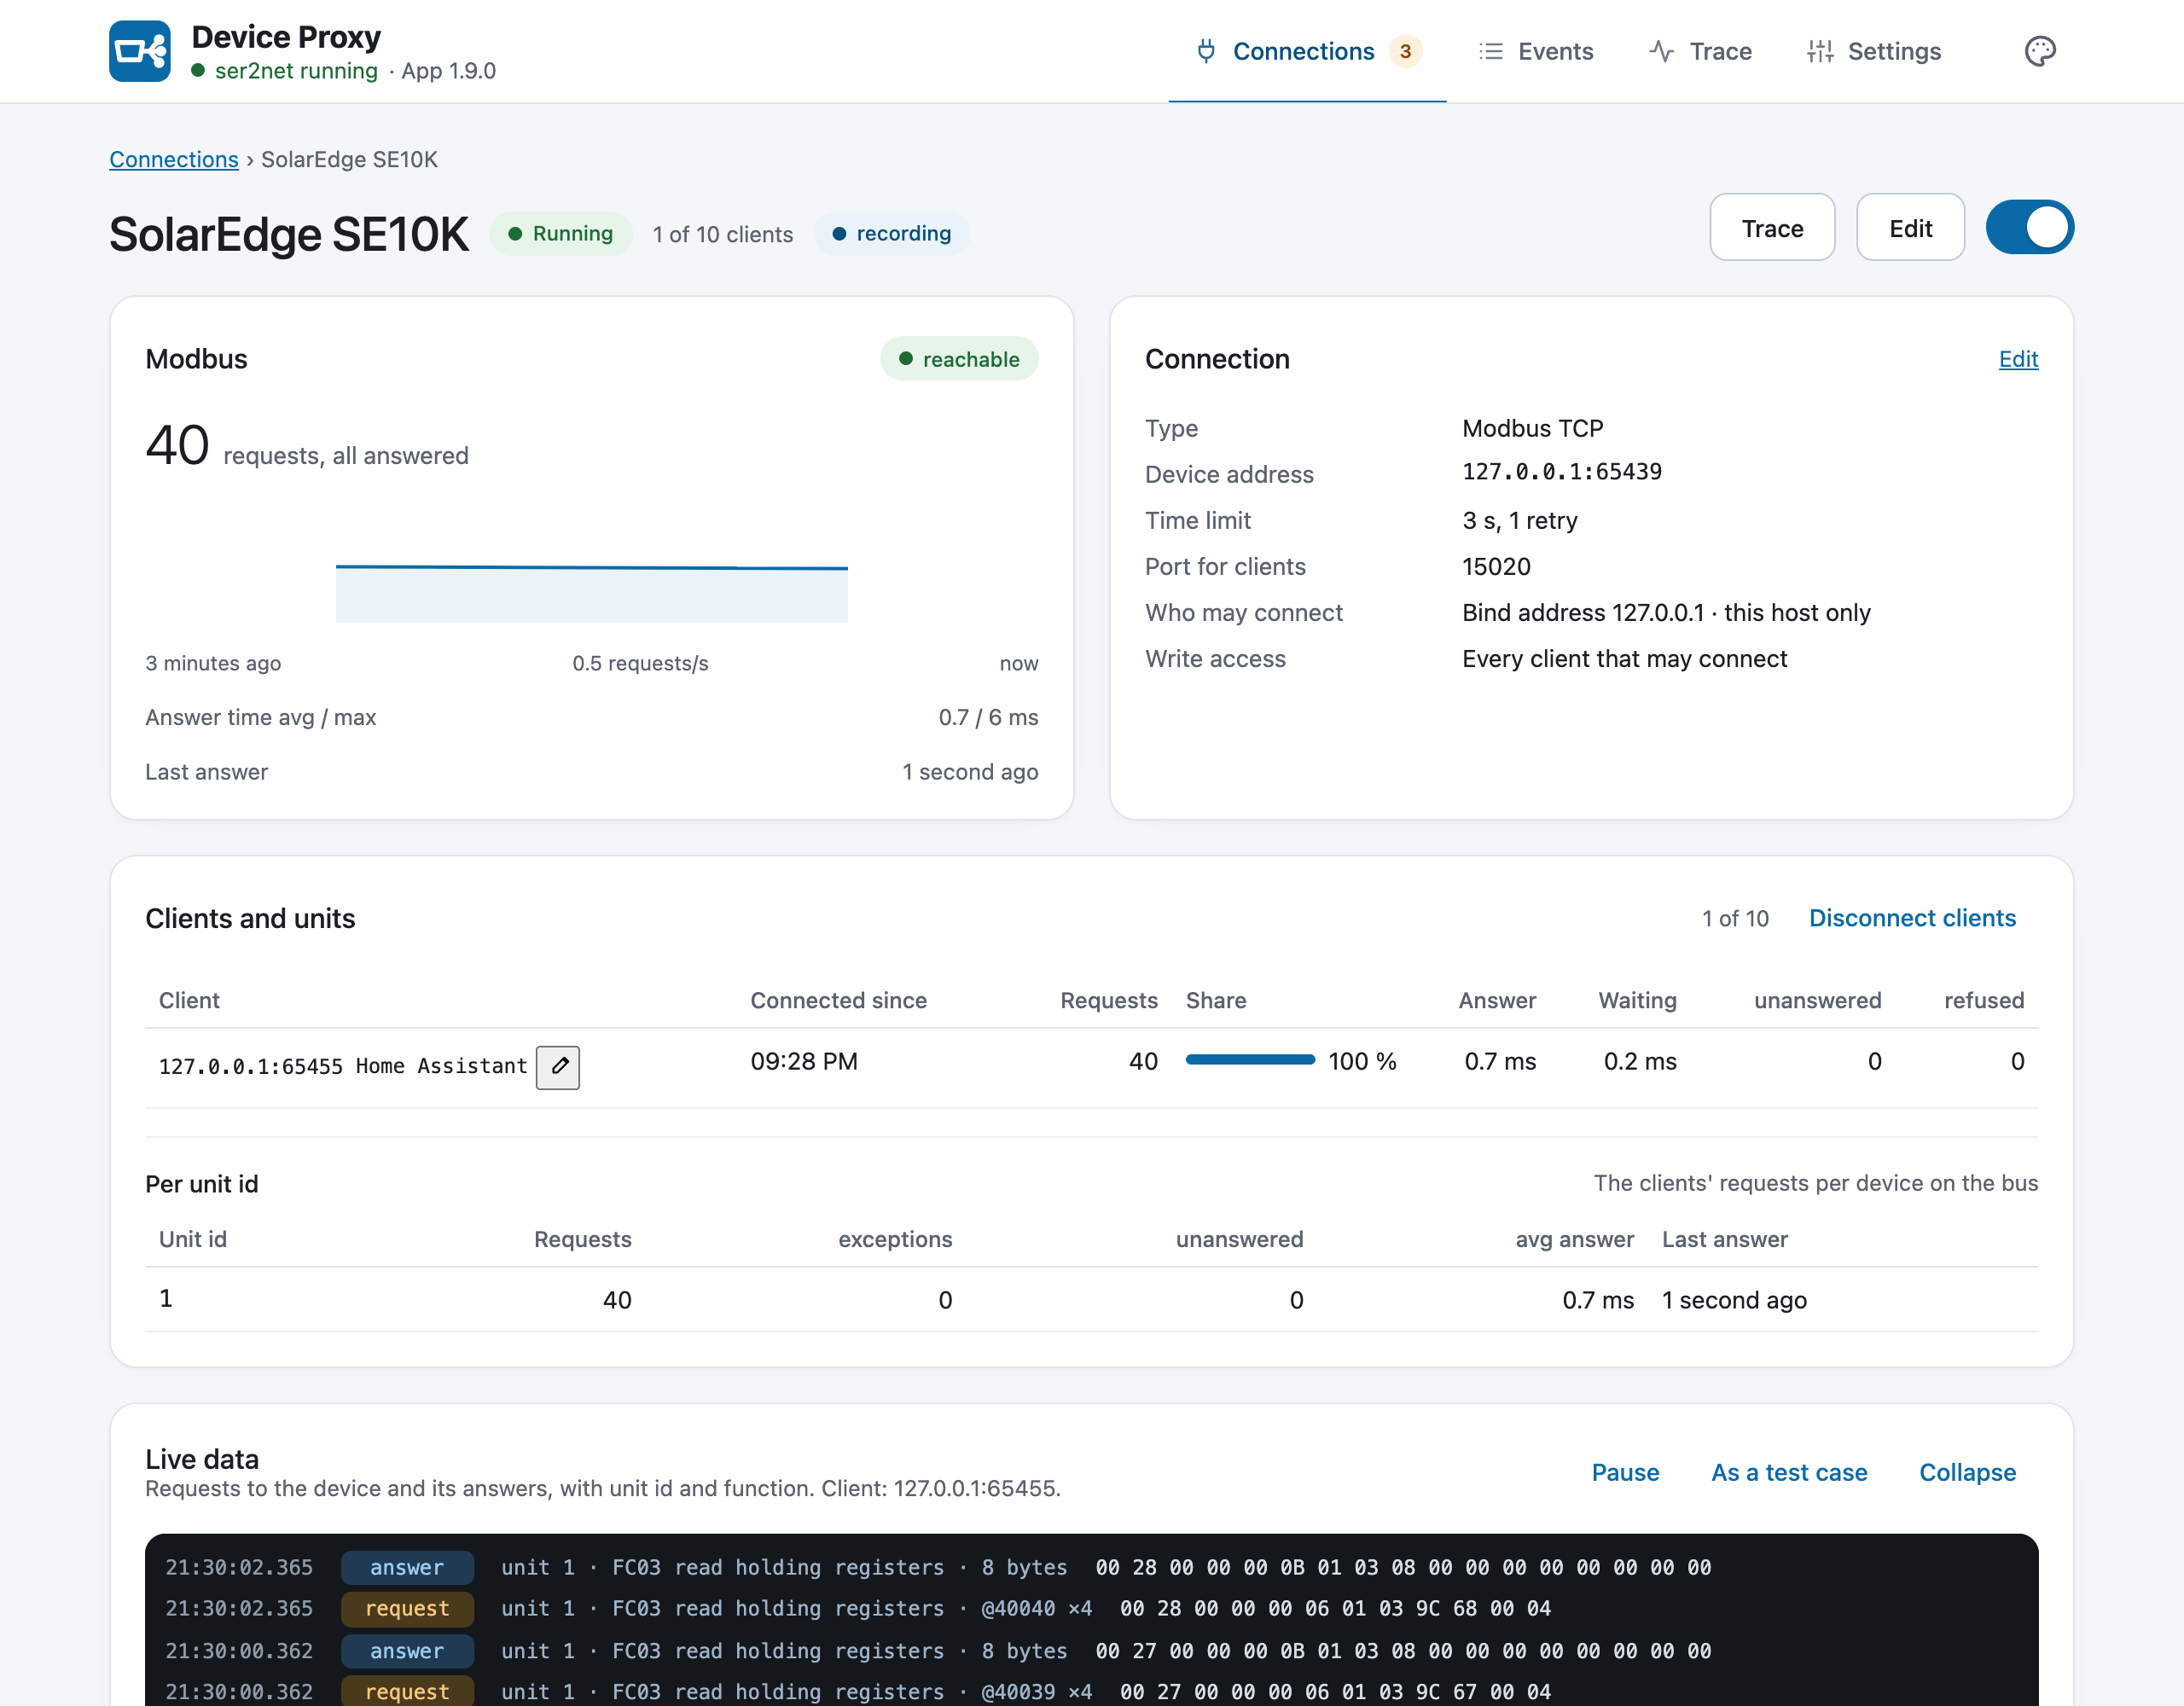 Device Proxy
ser2net running · App 1.9.0
Connections 3
Events
Trace
Settings
Connections › SolarEdge SE10K
SolarEdge SE10K
Running
1 of 10 clients
recording
Trace
Edit
Modbus
reachable
40 requests, all answered
3 minutes ago
0.5 requests/s
now
Answer time avg / max
0.7 / 6 ms
Last answer
1 second ago
Connection
Edit
Type Modbus TCP
Device address 127.0.0.1:65439
Time limit 3 s, 1 retry
Port for clients 15020
Who may connect Bind address 127.0.0.1 · this host only
Write access Every client that may connect
Clients and units
1 of 10
Disconnect clients
Client Connected since Requests Share Answer Waiting unanswered refused
127.0.0.1:65455 Home Assistant 09:28 PM 40 100 % 0.7 ms 0.2 ms 0 0
Per unit id
The clients' requests per device on the bus
Unit id Requests exceptions unanswered avg answer Last answer
1 40 0 0 0.7 ms 1 second ago
Live data
Requests to the device and its answers, with unit id and function. Client: 127.0.0.1:65455.
Pause
As a test case
Collapse
21:30:02.365 answer unit 1 · FC03 read holding registers · 8 bytes 00 28 00 00 00 0B 01 03 08 00 00 00 00 00 00 00 00
21:30:02.365 request unit 1 · FC03 read holding registers · @40040 ×4 00 28 00 00 00 06 01 03 9C 68 00 04
21:30:00.362 answer unit 1 · FC03 read holding registers · 8 bytes 00 27 00 00 00 0B 01 03 08 00 00 00 00 00 00 00 00
21:30:00.362 request unit 1 · FC03 read holding registers · @40039 ×4 00 27 00 00 00 06 01 03 9C 67 00 04